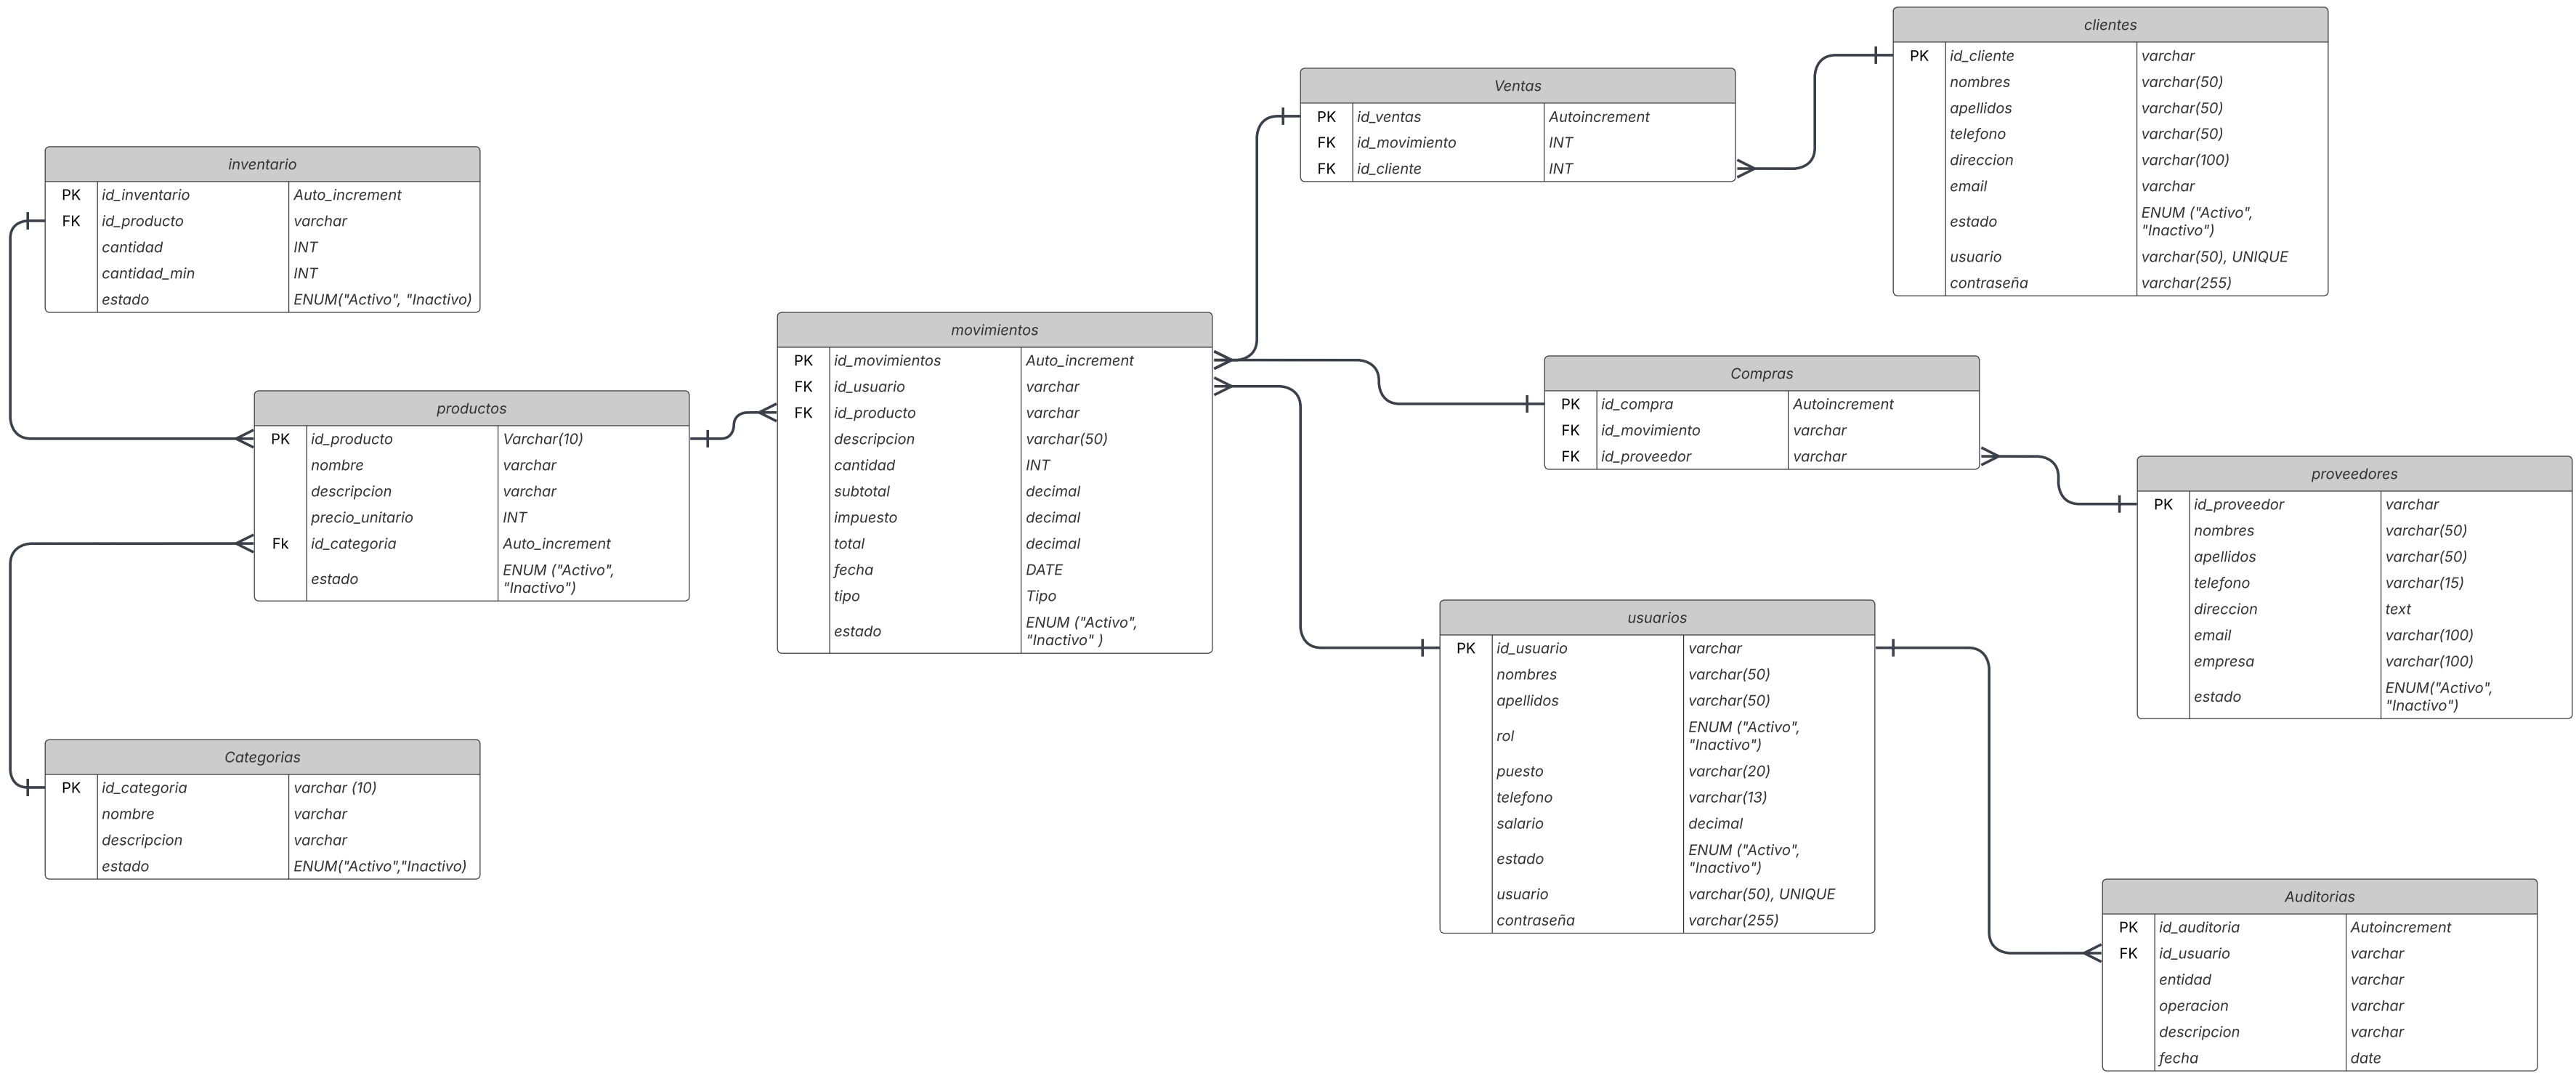 inventario
PK id_inventario Auto_increment
FK id_producto varchar
cantidad INT
cantidad_min INT
estado ENUM("Activo", "Inactivo)
productos
PK id_producto Varchar(10)
nombre varchar
descripcion varchar
precio_unitario INT
Fk id_categoria Auto_increment
estado ENUM ("Activo",
"Inactivo")
Categorias
PK id_categoria varchar (10)
nombre varchar
descripcion varchar
estado ENUM("Activo","Inactivo)
movimientos
PK id_movimientos Auto_increment
FK id_usuario varchar
FK id_producto varchar
descripcion varchar(50)
cantidad INT
subtotal decimal
impuesto decimal
total decimal
fecha DATE
tipo Tipo
estado ENUM ("Activo",
"Inactivo" )
Ventas
PK id_ventas Autoincrement
FK id_movimiento INT
FK id_cliente INT
clientes
PK id_cliente varchar
nombres varchar(50)
apellidos varchar(50)
telefono varchar(50)
direccion varchar(100)
email varchar
estado ENUM ("Activo",
"Inactivo")
usuario varchar(50), UNIQUE
contraseña varchar(255)
Compras
PK id_compra Autoincrement
FK id_movimiento varchar
FK id_proveedor varchar
proveedores
PK id_proveedor varchar
nombres varchar(50)
apellidos varchar(50)
telefono varchar(15)
direccion text
email varchar(100)
empresa varchar(100)
estado ENUM("Activo",
"Inactivo")
usuarios
PK id_usuario varchar
nombres varchar(50)
apellidos varchar(50)
rol ENUM ("Activo",
"Inactivo")
puesto varchar(20)
telefono varchar(13)
salario decimal
estado ENUM ("Activo",
"Inactivo")
usuario varchar(50), UNIQUE
contraseña varchar(255)
Auditorias
PK id_auditoria Autoincrement
FK id_usuario varchar
entidad varchar
operacion varchar
descripcion varchar
fecha date